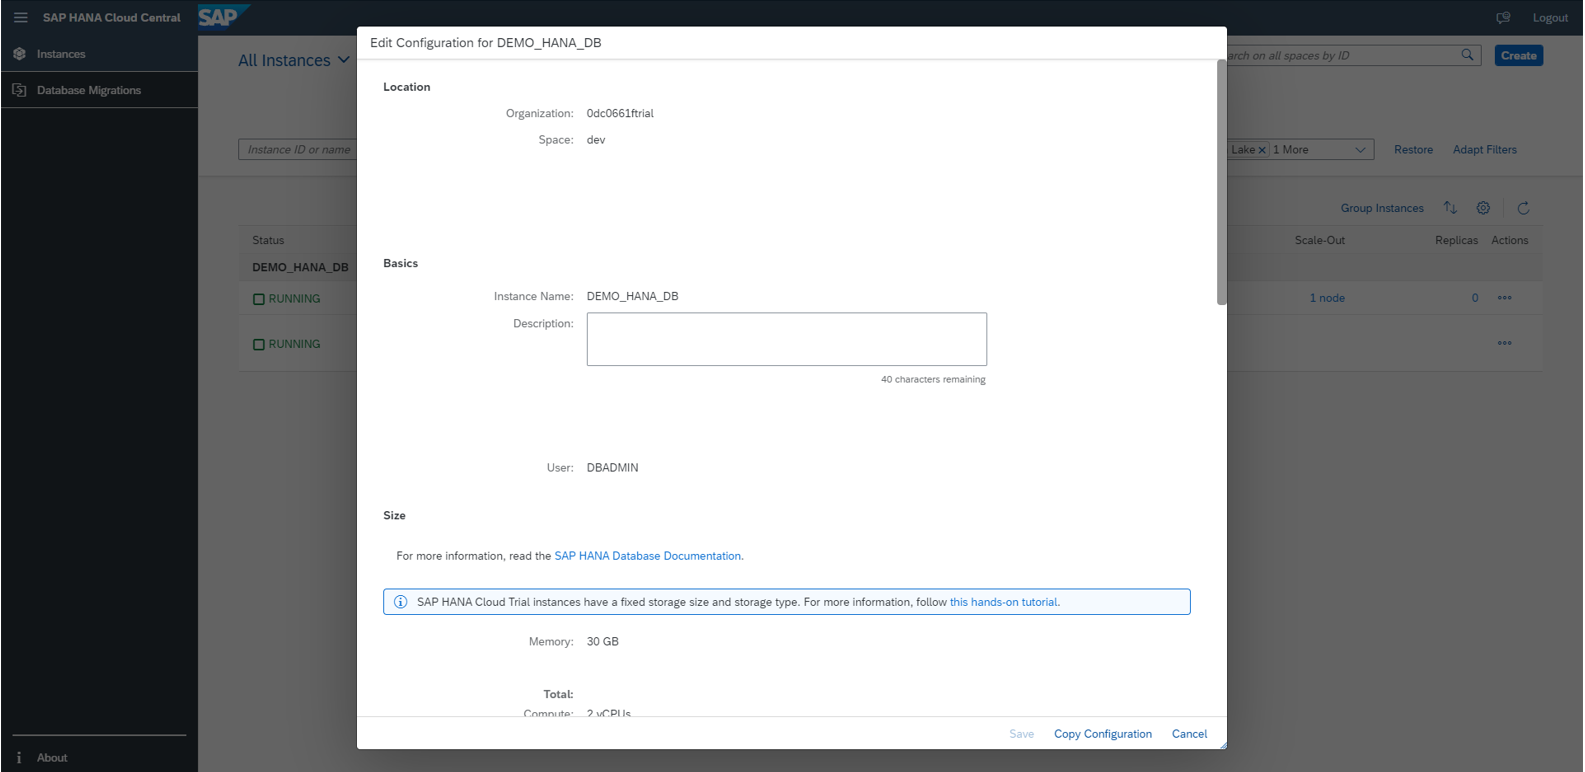 SAP HANA Cloud Central
SAP
Logout
Instances
Database Migrations
About
All Instances
rch on all spaces by ID
Create
Instance ID or name
Lake
1 More
Restore
Adapt Filters
Group Instances
Status
Scale-Out
Replicas
Actions
DEMO_HANA_DB
RUNNING
1 node
0
RUNNING
Edit Configuration for DEMO_HANA_DB
Location
Organization: 0dc0661ftrial
Space: dev
Basics
Instance Name: DEMO_HANA_DB
Description:
40 characters remaining
User: DBADMIN
Size
For more information, read the SAP HANA Database Documentation.
SAP HANA Cloud Trial instances have a fixed storage size and storage type. For more information, follow this hands-on tutorial.
Memory: 30 GB
Total:
Compute: 2 vCPUs
Save
Copy Configuration
Cancel